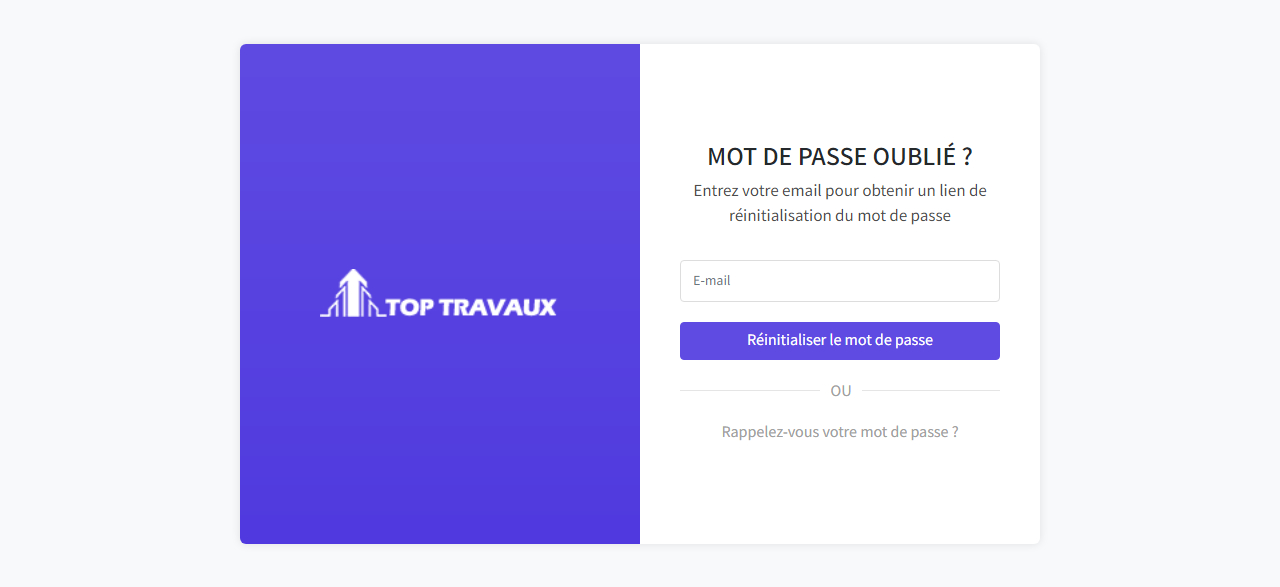 TOP TRAVAUX
MOT DE PASSE OUBLIÉ ?
Entrez votre email pour obtenir un lien de
réinitialisation du mot de passe
E-mail
Réinitialiser le mot de passe
OU
Rappelez-vous votre mot de passe ?